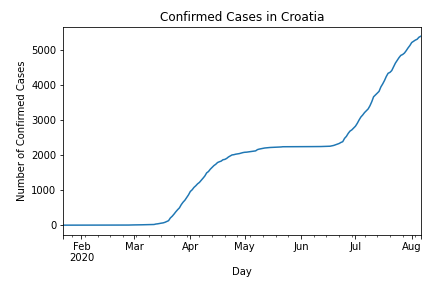 Confirmed Cases in Croatia
Number of Confirmed Cases
5000
4000
3000
2000
1000
0
Feb Mar Apr May Jun Jul Aug
2020
Day